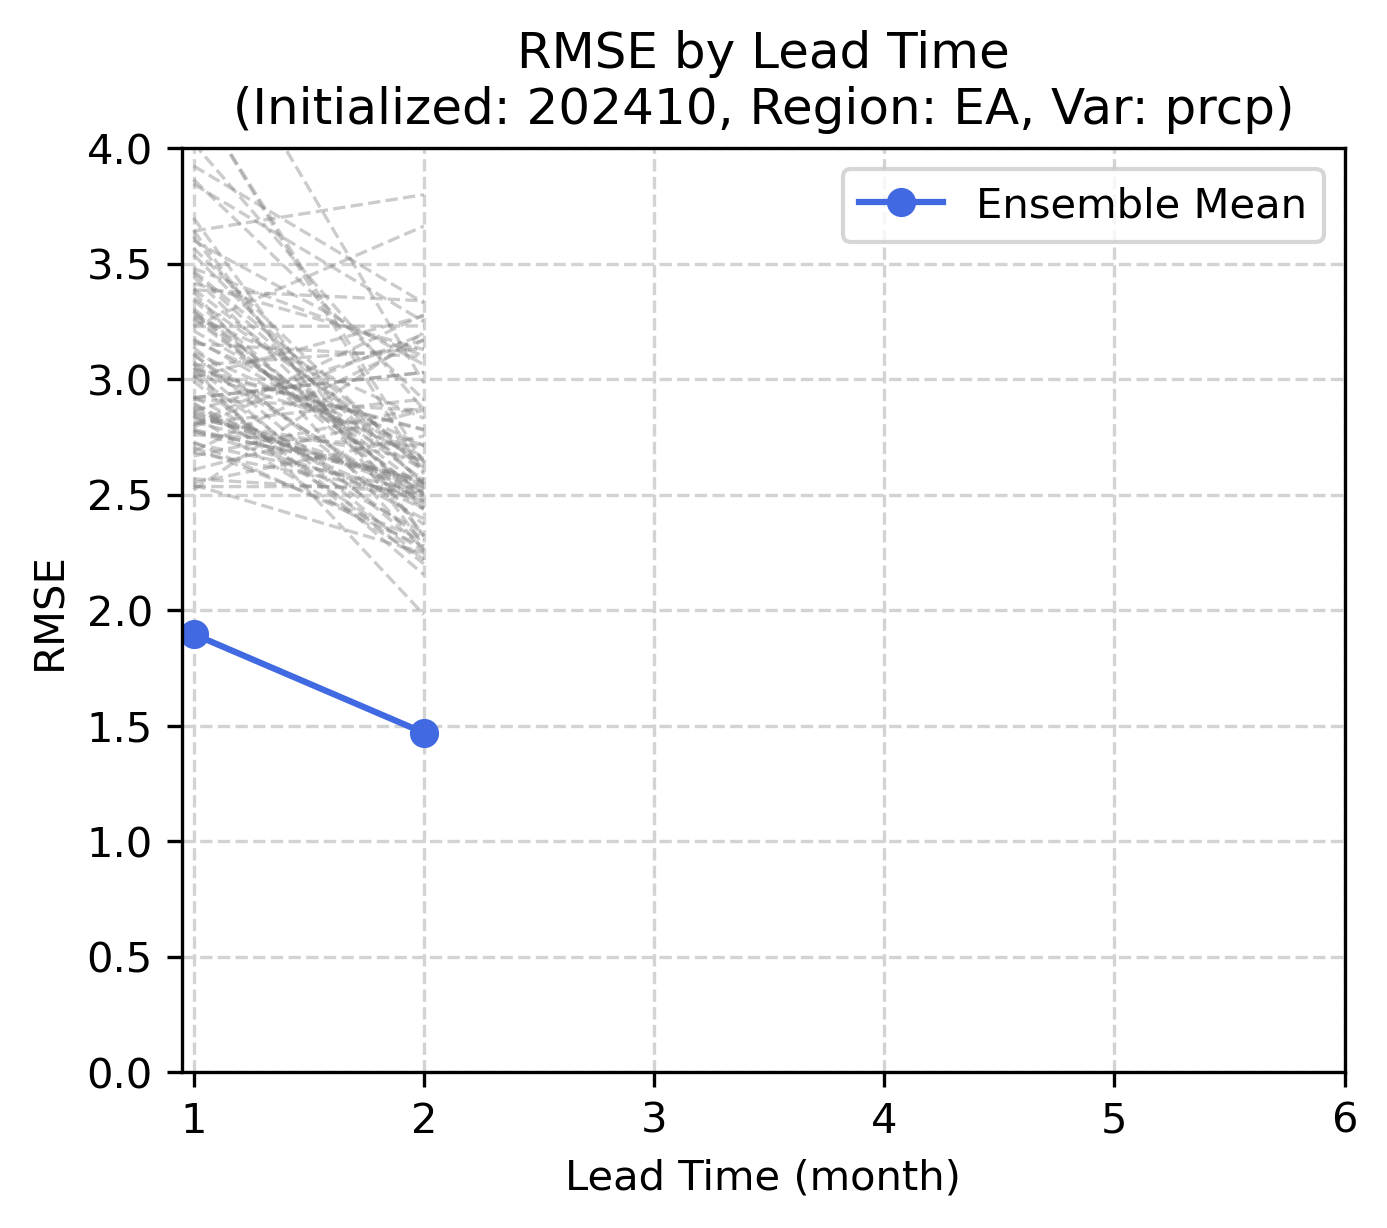 RMSE by Lead Time
(Initialized: 202410, Region: EA, Var: prcp)
Ensemble Mean
4.0
3.5
3.0
2.5
2.0
1.5
1.0
0.5
0.0
RMSE
1 2 3 4 5 6
Lead Time (month)